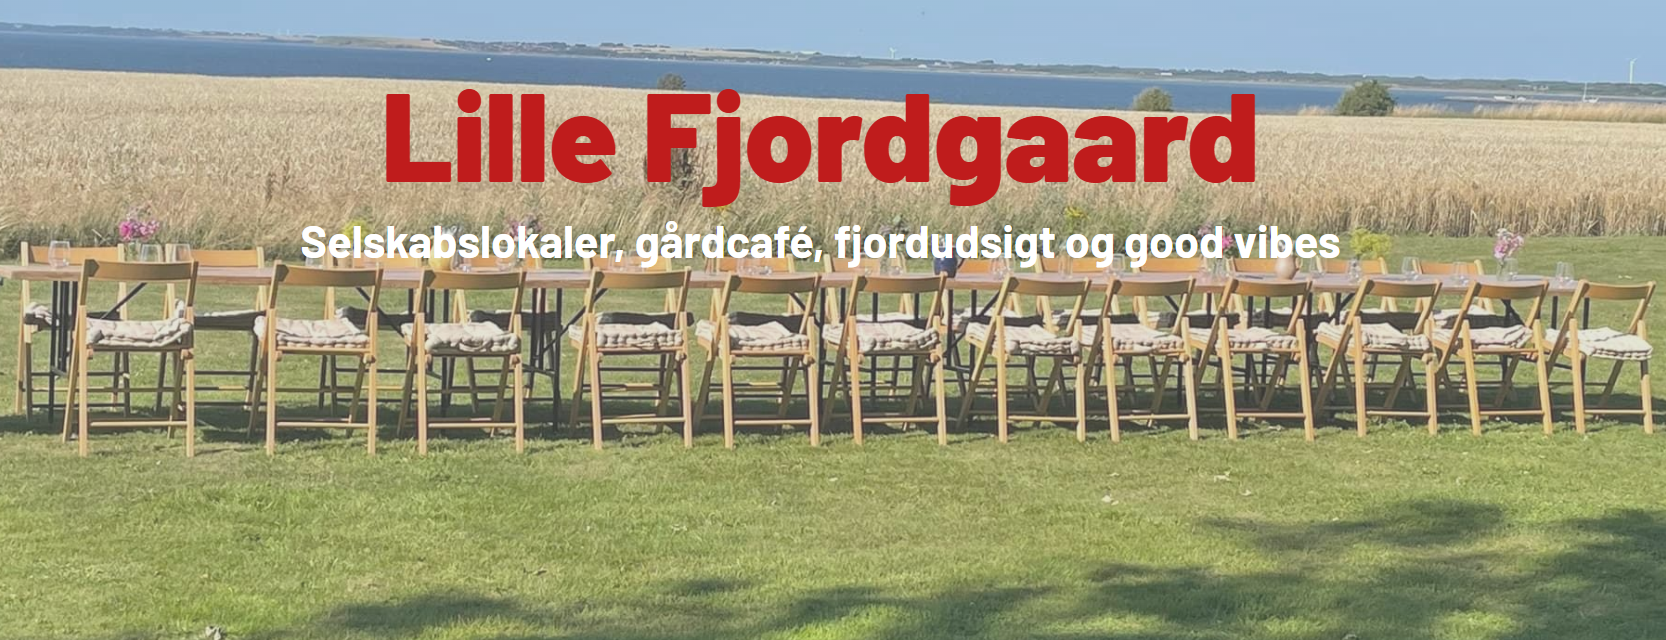 Lille Fjordgaard
Selskabslokaler, gårdcafé, fjordudsigt og good vibes